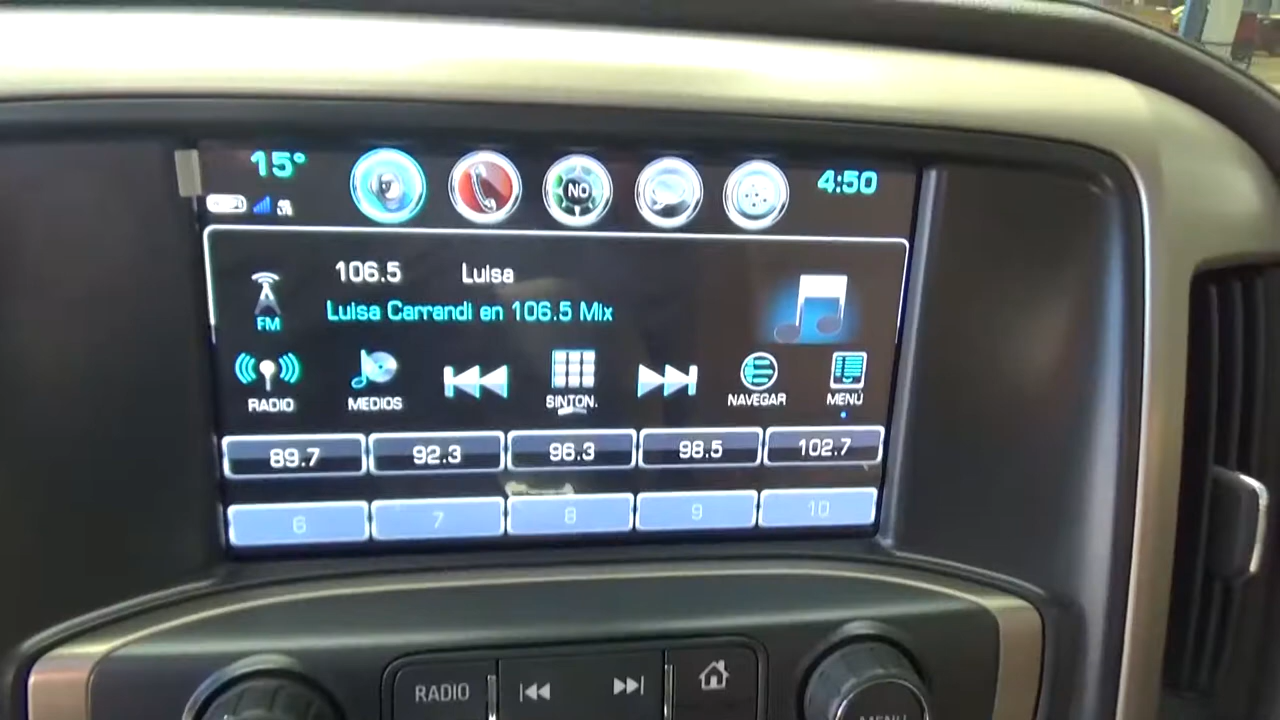 15°
NO
4:50
106.5 Luisa
Luisa Carrandi en 106.5 Mix
FM
RADIO MEDIOS SINTON. NAVEGAR MENÚ
89.7 92.3 96.3 98.5 102.7
6 7 8 9 10
RADIO
MENU